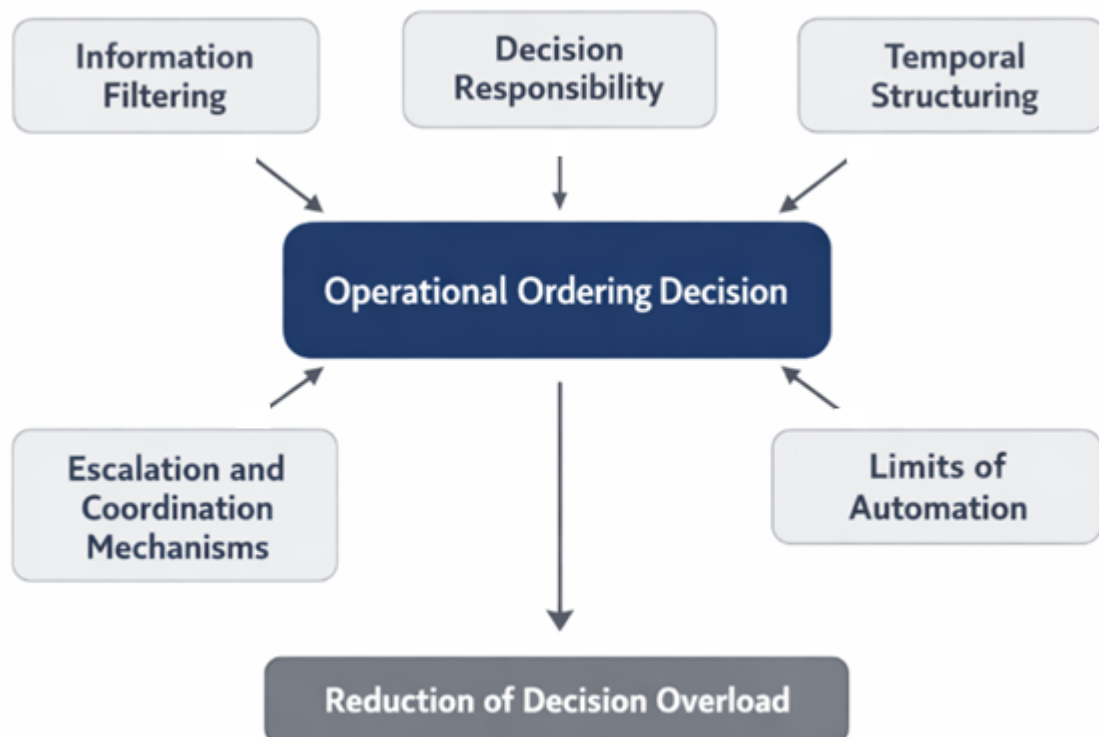 Information
Filtering
Decision
Responsibility
Temporal
Structuring
Operational Ordering Decision
Escalation and
Coordination
Mechanisms
Limits of
Automation
Reduction of Decision Overload